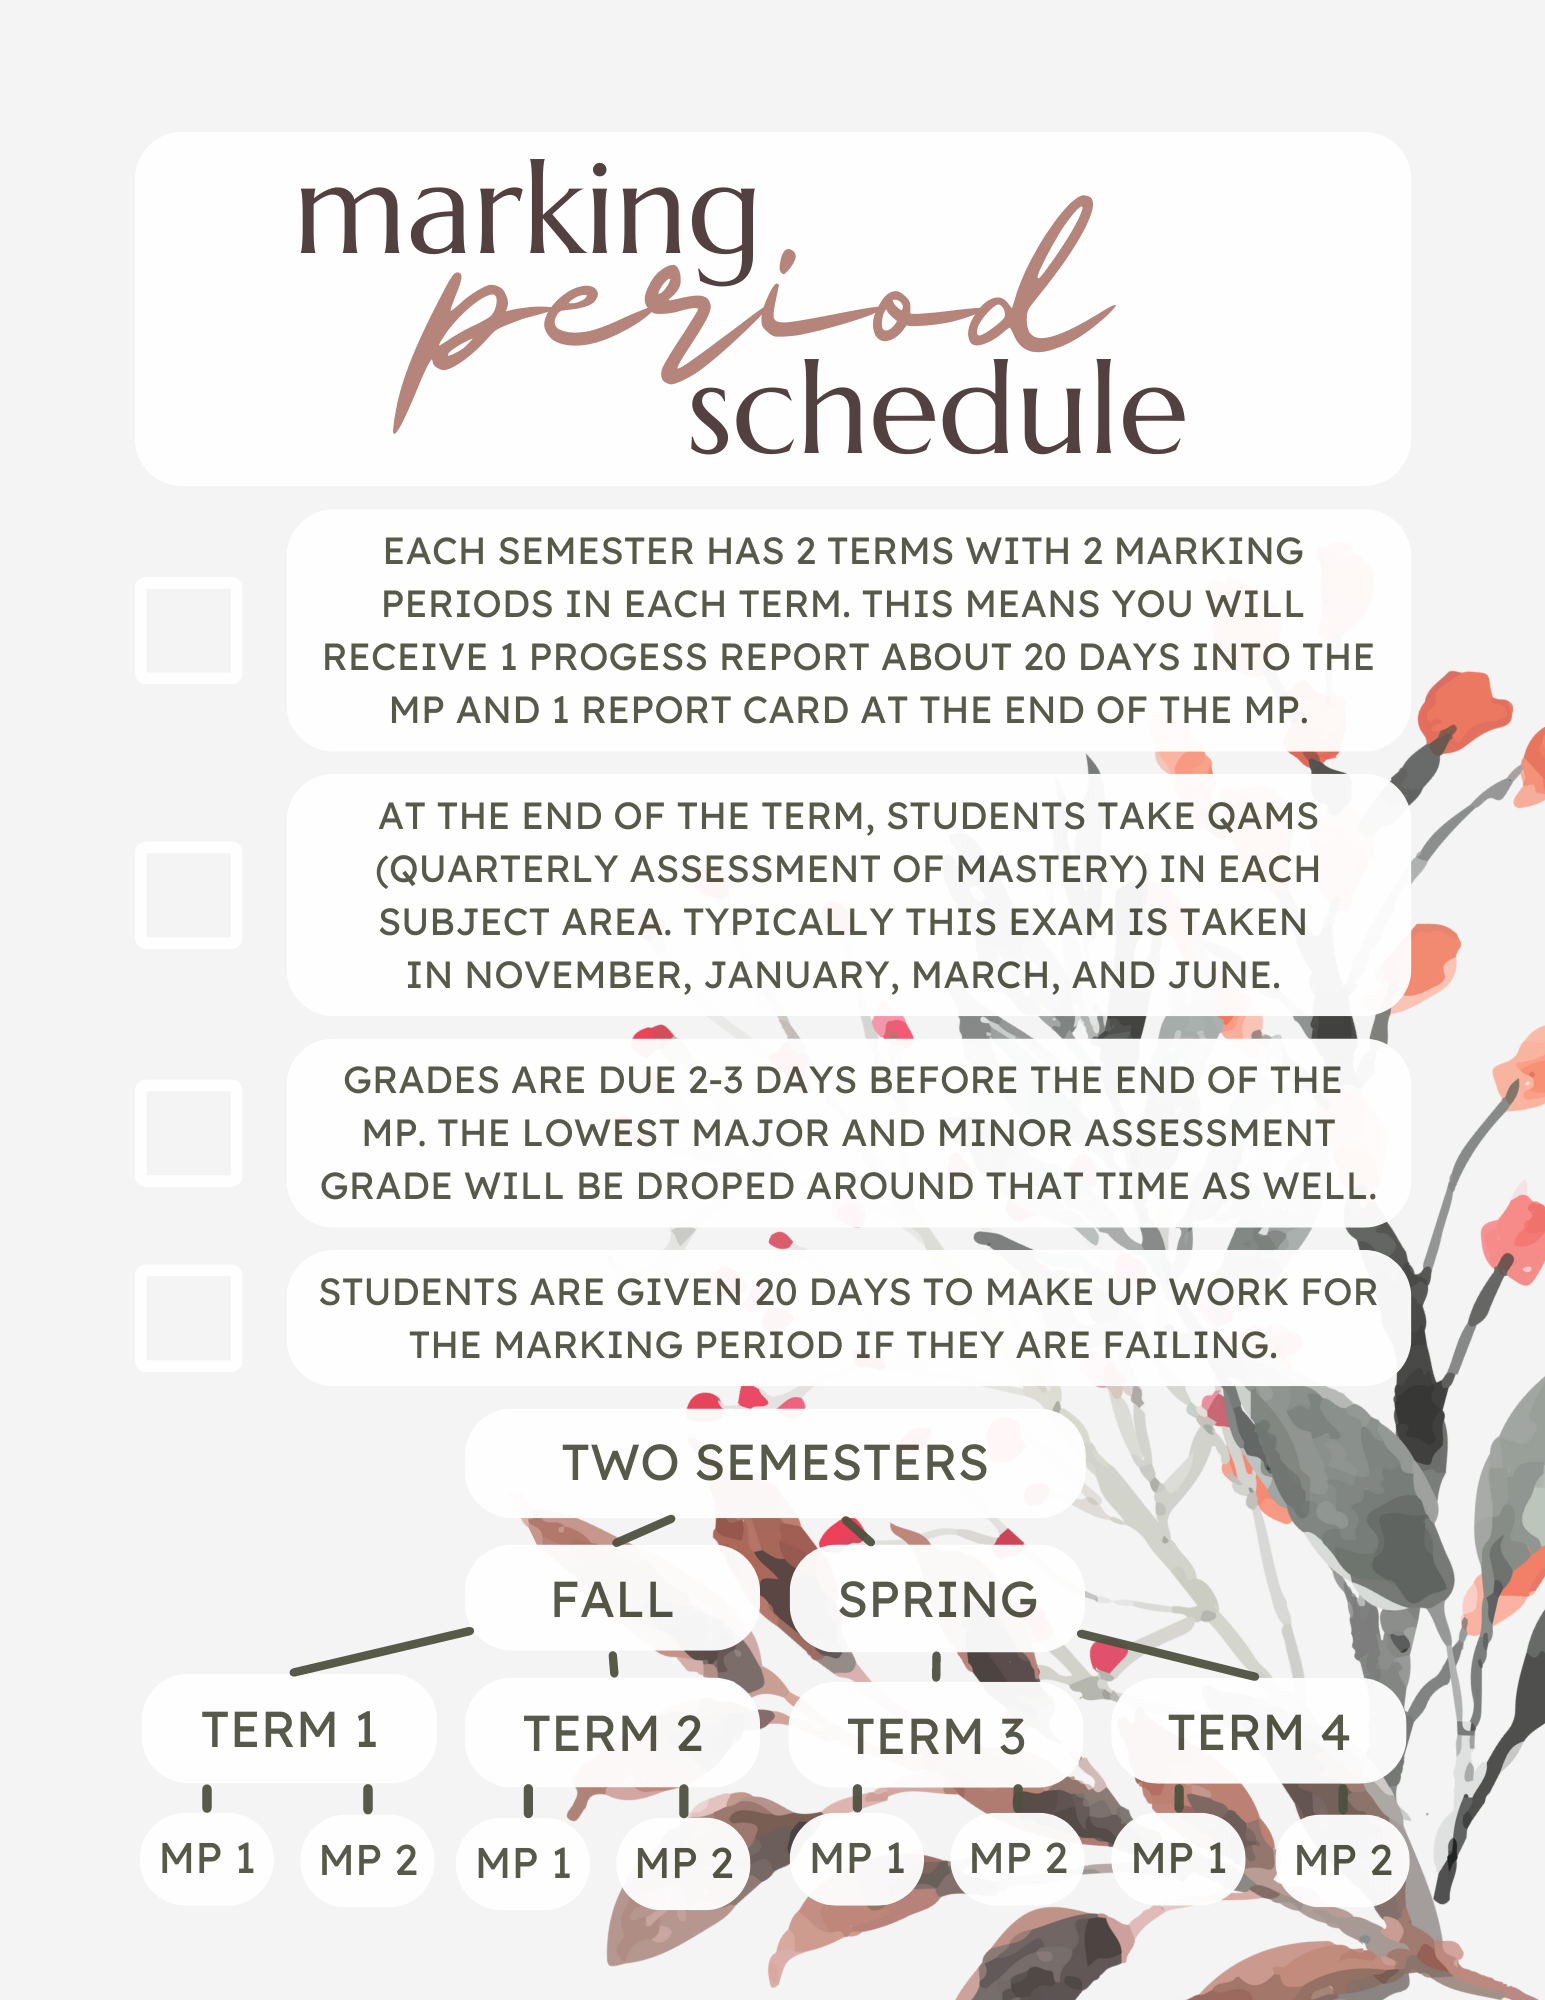 marking
period
schedule
EACH SEMESTER HAS 2 TERMS WITH 2 MARKING
PERIODS IN EACH TERM. THIS MEANS YOU WILL
RECEIVE 1 PROGESS REPORT ABOUT 20 DAYS INTO THE
MP AND 1 REPORT CARD AT THE END OF THE MP.
AT THE END OF THE TERM, STUDENTS TAKE QAMS
(QUARTERLY ASSESSMENT OF MASTERY) IN EACH
SUBJECT AREA. TYPICALLY THIS EXAM IS TAKEN
IN NOVEMBER, JANUARY, MARCH, AND JUNE.
GRADES ARE DUE 2-3 DAYS BEFORE THE END OF THE
MP. THE LOWEST MAJOR AND MINOR ASSESSMENT
GRADE WILL BE DROPED AROUND THAT TIME AS WELL.
STUDENTS ARE GIVEN 20 DAYS TO MAKE UP WORK FOR
THE MARKING PERIOD IF THEY ARE FAILING.
TWO SEMESTERS
FALL SPRING
TERM 1 TERM 2 TERM 3 TERM 4
MP 1 MP 2 MP 1 MP 2 MP 1 MP 2 MP 1 MP 2